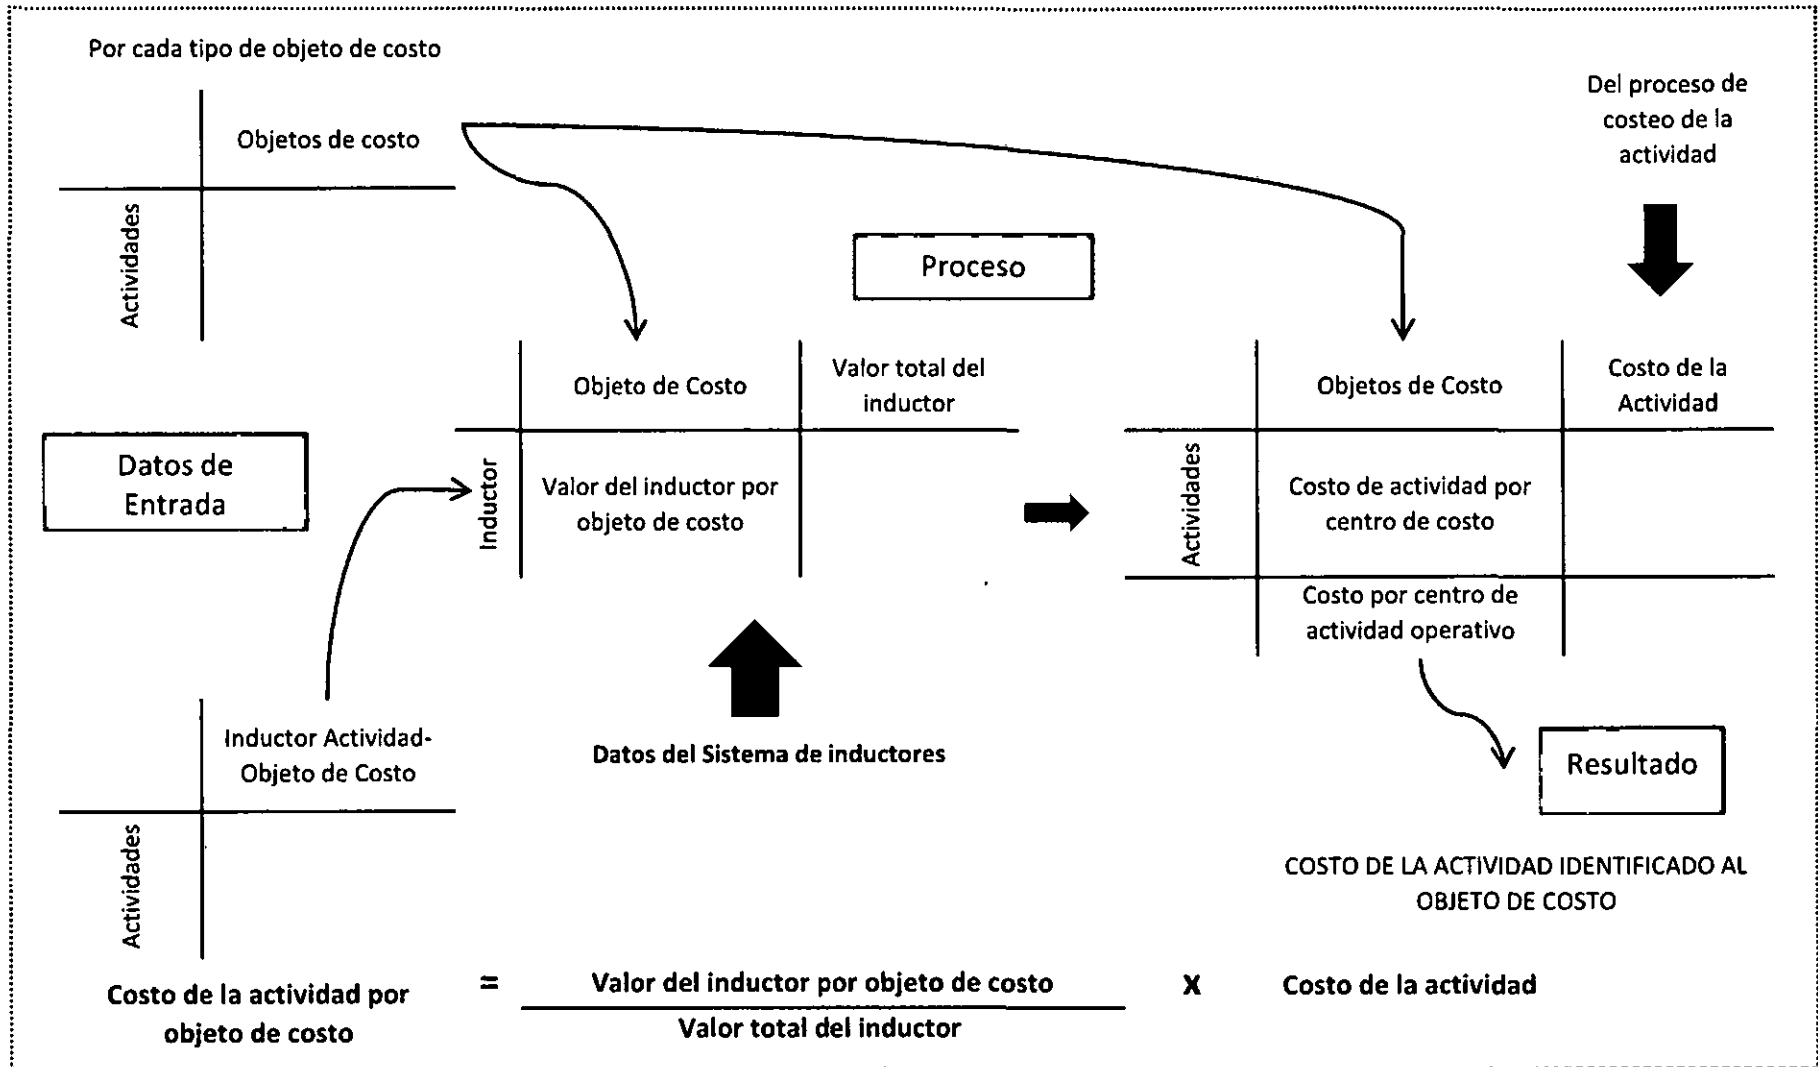 Por cada tipo de objeto de costo
Objetos de costo
Actividades
Del proceso de
costeo de la
actividad
Proceso
Datos de
Entrada
Objeto de Costo
Valor total del
inductor
Inductor
Valor del inductor por
objeto de costo
Objetos de Costo
Costo de la
Actividad
Actividades
Costo de actividad por
centro de costo
Costo por centro de
actividad operativo
Inductor Actividad-
Objeto de Costo
Actividades
Datos del Sistema de inductores
Resultado
COSTO DE LA ACTIVIDAD IDENTIFICADO AL
OBJETO DE COSTO
Costo de la actividad por
objeto de costo
=
Valor del inductor por objeto de costo
Valor total del inductor
X
Costo de la actividad